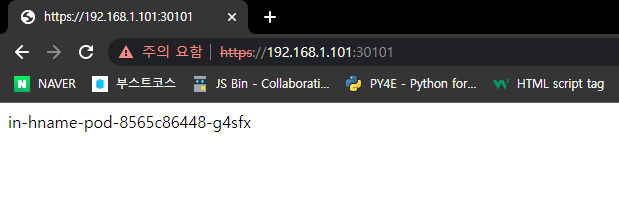 https://192.168.1.101:30101
주의 요함 https://192.168.1.101:30101
NAVER 부스트코스 JS Bin - Collaborati... PY4E - Python for... HTML script tag
in-hname-pod-8565c86448-g4sfx